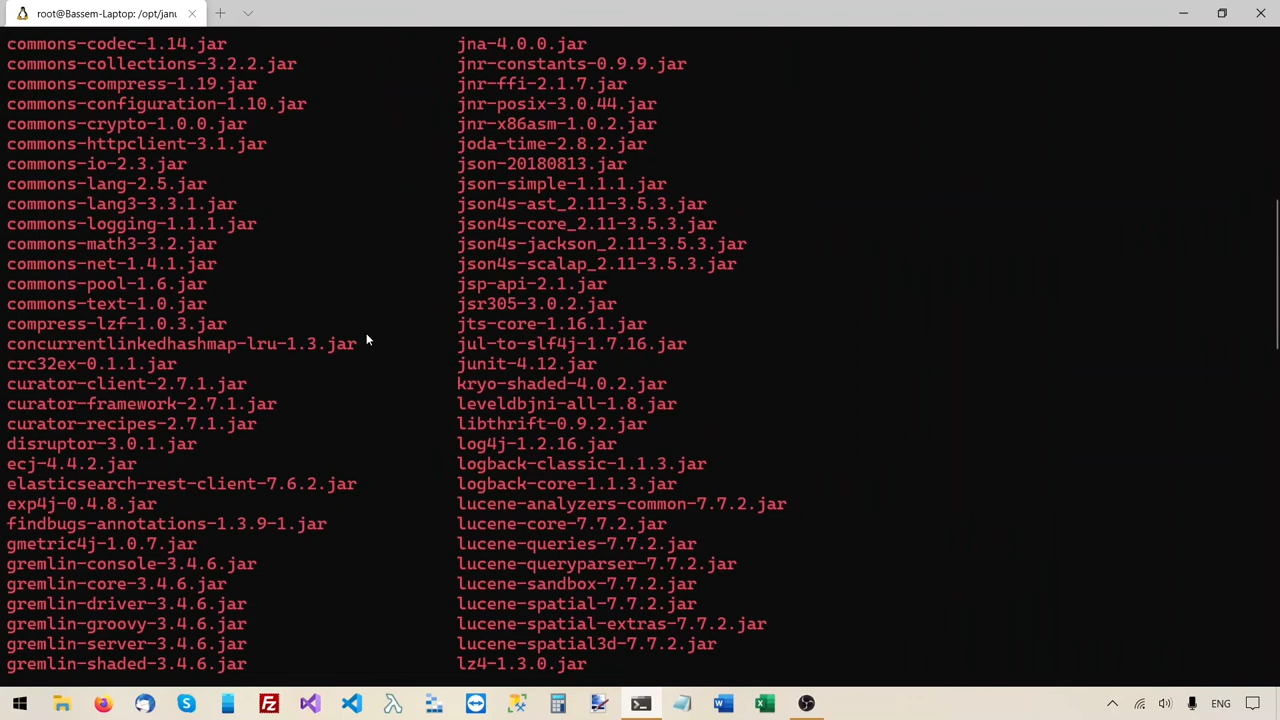 root@Bassem-Laptop: /opt/janu
commons-codec-1.14.jar
commons-collections-3.2.2.jar
commons-compress-1.19.jar
commons-configuration-1.10.jar
commons-crypto-1.0.0.jar
commons-httpclient-3.1.jar
commons-io-2.3.jar
commons-lang-2.5.jar
commons-lang3-3.3.1.jar
commons-logging-1.1.1.jar
commons-math3-3.2.jar
commons-net-1.4.1.jar
commons-pool-1.6.jar
commons-text-1.0.jar
compress-lzf-1.0.3.jar
concurrentlinkedhashmap-lru-1.3.jar
crc32ex-0.1.1.jar
curator-client-2.7.1.jar
curator-framework-2.7.1.jar
curator-recipes-2.7.1.jar
disruptor-3.0.1.jar
ecj-4.4.2.jar
elasticsearch-rest-client-7.6.2.jar
exp4j-0.4.8.jar
findbugs-annotations-1.3.9-1.jar
gmetric4j-1.0.7.jar
gremlin-console-3.4.6.jar
gremlin-core-3.4.6.jar
gremlin-driver-3.4.6.jar
gremlin-groovy-3.4.6.jar
gremlin-server-3.4.6.jar
gremlin-shaded-3.4.6.jar
jna-4.0.0.jar
jnr-constants-0.9.9.jar
jnr-ffi-2.1.7.jar
jnr-posix-3.0.44.jar
jnr-x86asm-1.0.2.jar
joda-time-2.8.2.jar
json-20180813.jar
json-simple-1.1.1.jar
json4s-ast_2.11-3.5.3.jar
json4s-core_2.11-3.5.3.jar
json4s-jackson_2.11-3.5.3.jar
json4s-scalap_2.11-3.5.3.jar
jsp-api-2.1.jar
jsr305-3.0.2.jar
jts-core-1.16.1.jar
jul-to-slf4j-1.7.16.jar
junit-4.12.jar
kryo-shaded-4.0.2.jar
leveldbjni-all-1.8.jar
libthrift-0.9.2.jar
log4j-1.2.16.jar
logback-classic-1.1.3.jar
logback-core-1.1.3.jar
lucene-analyzers-common-7.7.2.jar
lucene-core-7.7.2.jar
lucene-queries-7.7.2.jar
lucene-queryparser-7.7.2.jar
lucene-sandbox-7.7.2.jar
lucene-spatial-7.7.2.jar
lucene-spatial-extras-7.7.2.jar
lucene-spatial3d-7.7.2.jar
lz4-1.3.0.jar
ENG